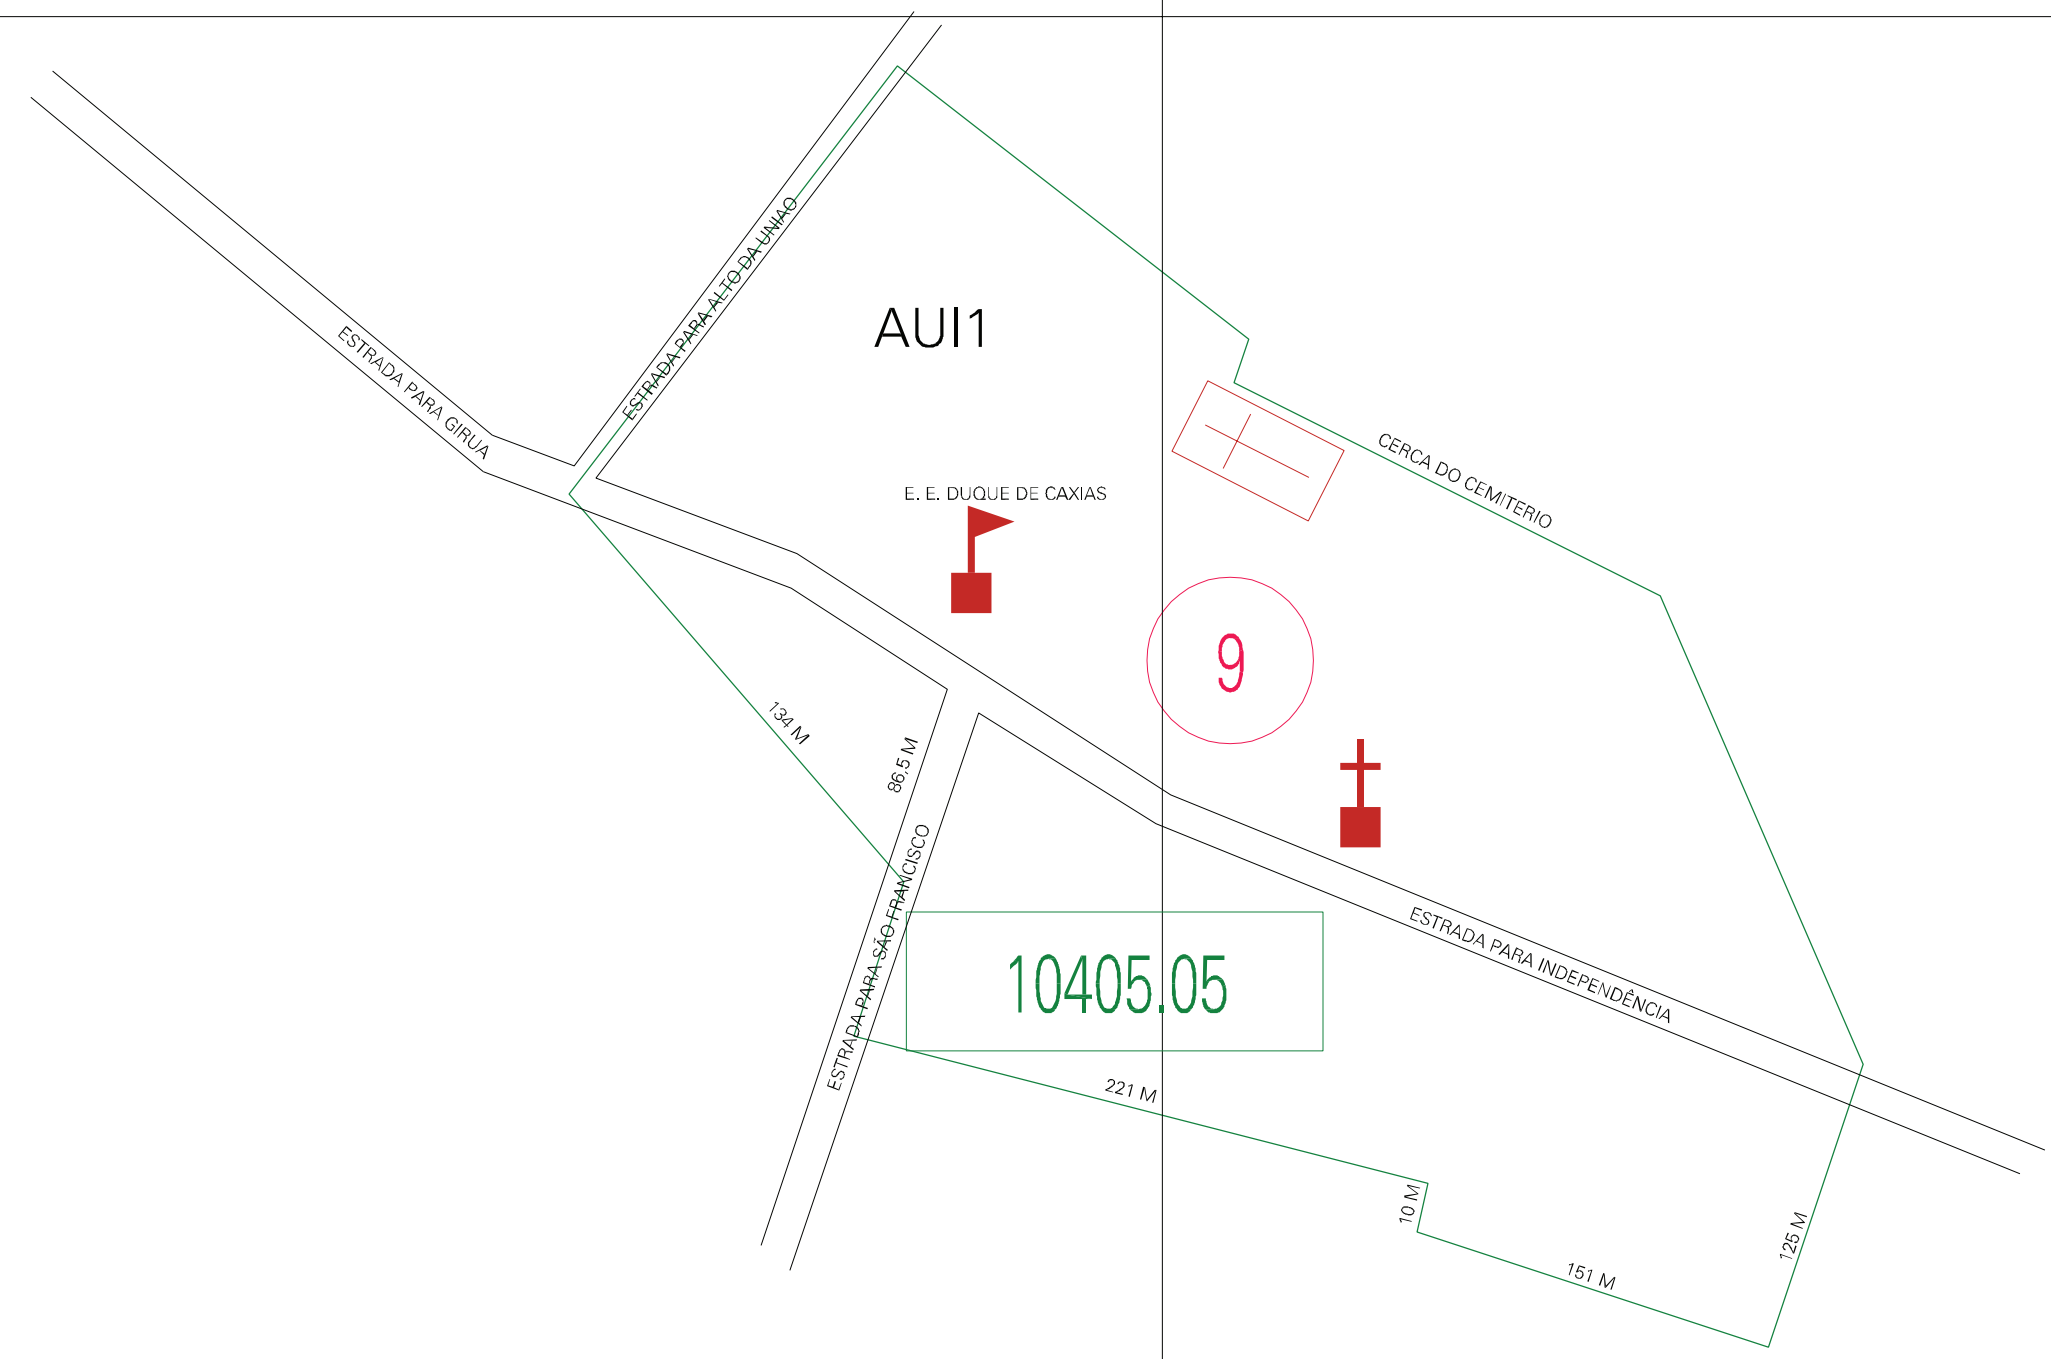 ESTRADA PARA ALTO DA UNIAO
AUI1
ESTRADA PARA GIRUA
CERCA DO CEMITERIO
E. E. DUQUE DE CAXIAS
9
134 M
86,5 M
ESTRADA PARA SÃO FRANCISCO
ESTRADA PARA INDEPENDÊNCIA
10405.05
221 M
10 M
125 M
151 M